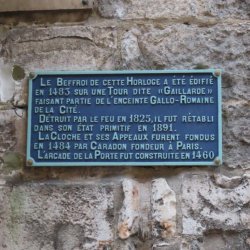 LE BEFFROI DE CETTE HORLOGE A ÉTÉ ÉDIFIÉ
EN 1483 SUR UNE TOUR DITE «GAILLARDE»
FAISANT PARTIE DE L'ENCEINTE GALLO-ROMAINE
DE LA CITÉ.
DÉTRUIT PAR LE FEU EN 1825, IL FUT RÉTABLI
DANS SON ÉTAT PRIMITIF EN 1891.
LA CLOCHE ET SES APPEAUX FURENT FONDUS
EN 1484 PAR CARADON FONDEUR À PARIS.
L'ARCADE DE LA PORTE FUT CONSTRUITE EN 1460